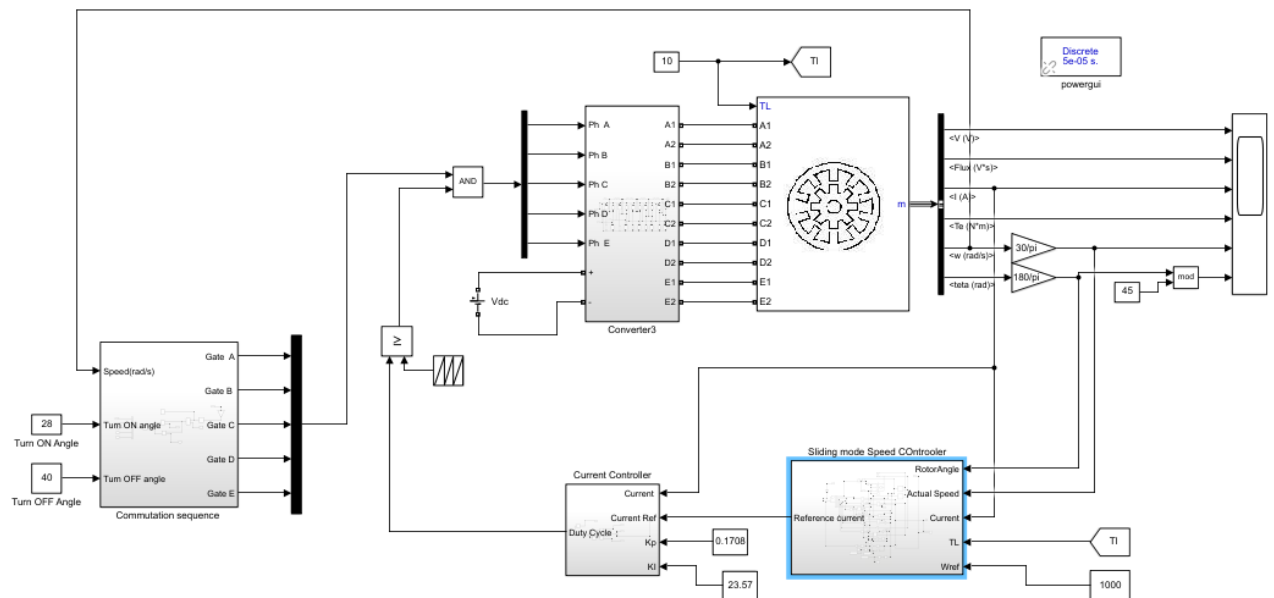 Discrete
5e-05 s.
powergui
10
Tl
TL
Ph A
Ph B
Ph C
Ph D
Ph E
+
-
A1
A2
B1
B2
C1
C2
D1
D2
E1
E2
Converter3
A1
A2
B1
B2
C1
C2
D1
D2
E1
E2
m
<V (V)>
<Flux (V*s)>
<I (A)>
<Te (N*m)>
<w (rad/s)>
<teta (rad)>
30/pi
180/pi
45
mod
AND
Vdc
≥
Speed(rad/s)
Turn ON angle
Turn OFF angle
Gate A
Gate B
Gate C
Gate D
Gate E
Commutation sequence
28
Turn ON Angle
40
Turn OFF Angle
Current Controller
Current
Current Ref
Duty Cycle
Kp
KI
0.1708
23.57
Sliding mode Speed COntrooler
RotorAngle
Actual Speed
Reference current
Current
TL
Wref
Tl
1000